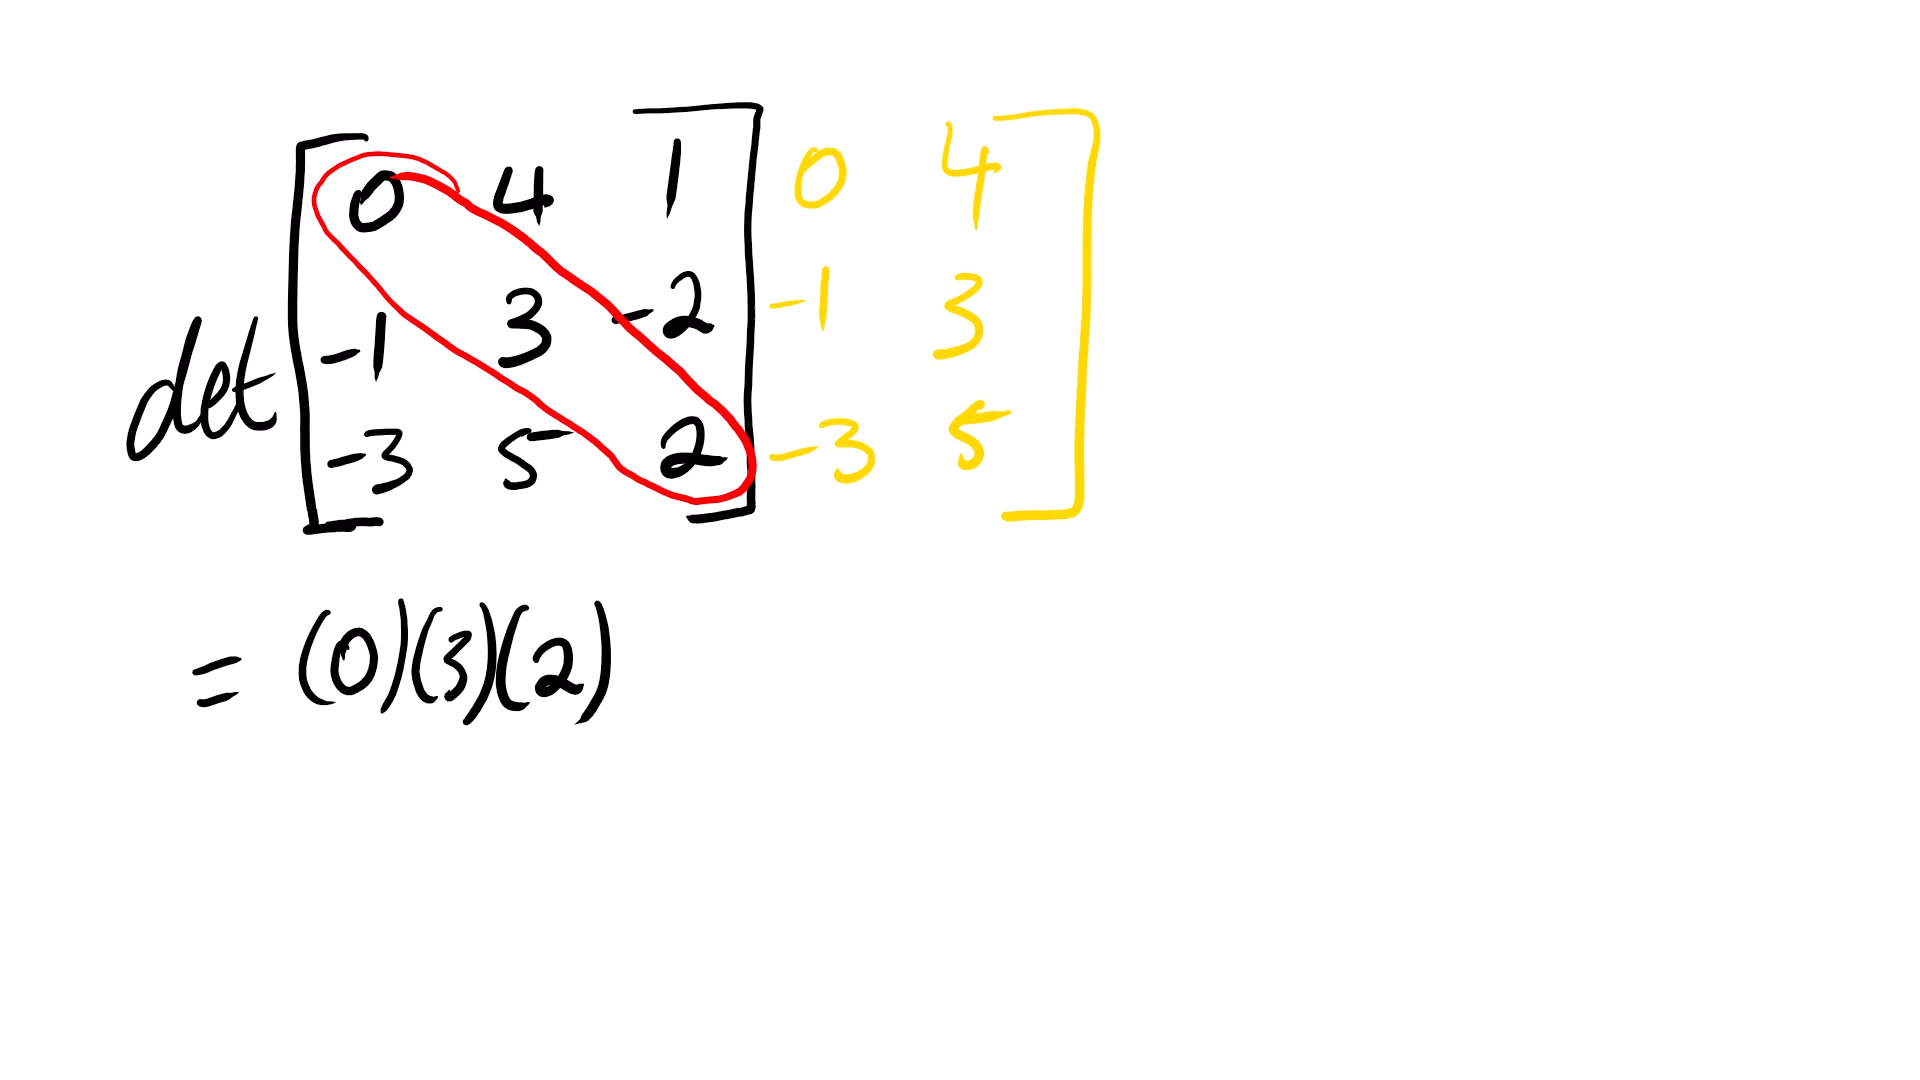 0 4 1 0 4
-1 3 -2 -1 3
det
-3 5 2 -3 5
= (0)(3)(2)